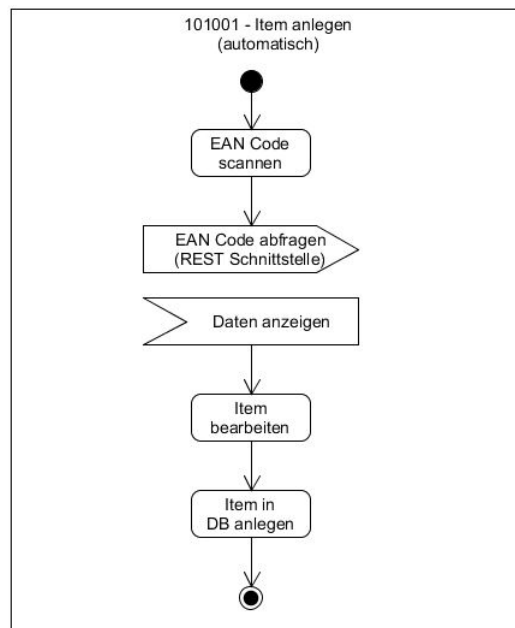 101001 - Item anlegen
(automatisch)
EAN Code
scannen
EAN Code abfragen
(REST Schnittstelle)
Daten anzeigen
Item
bearbeiten
Item in
DB anlegen